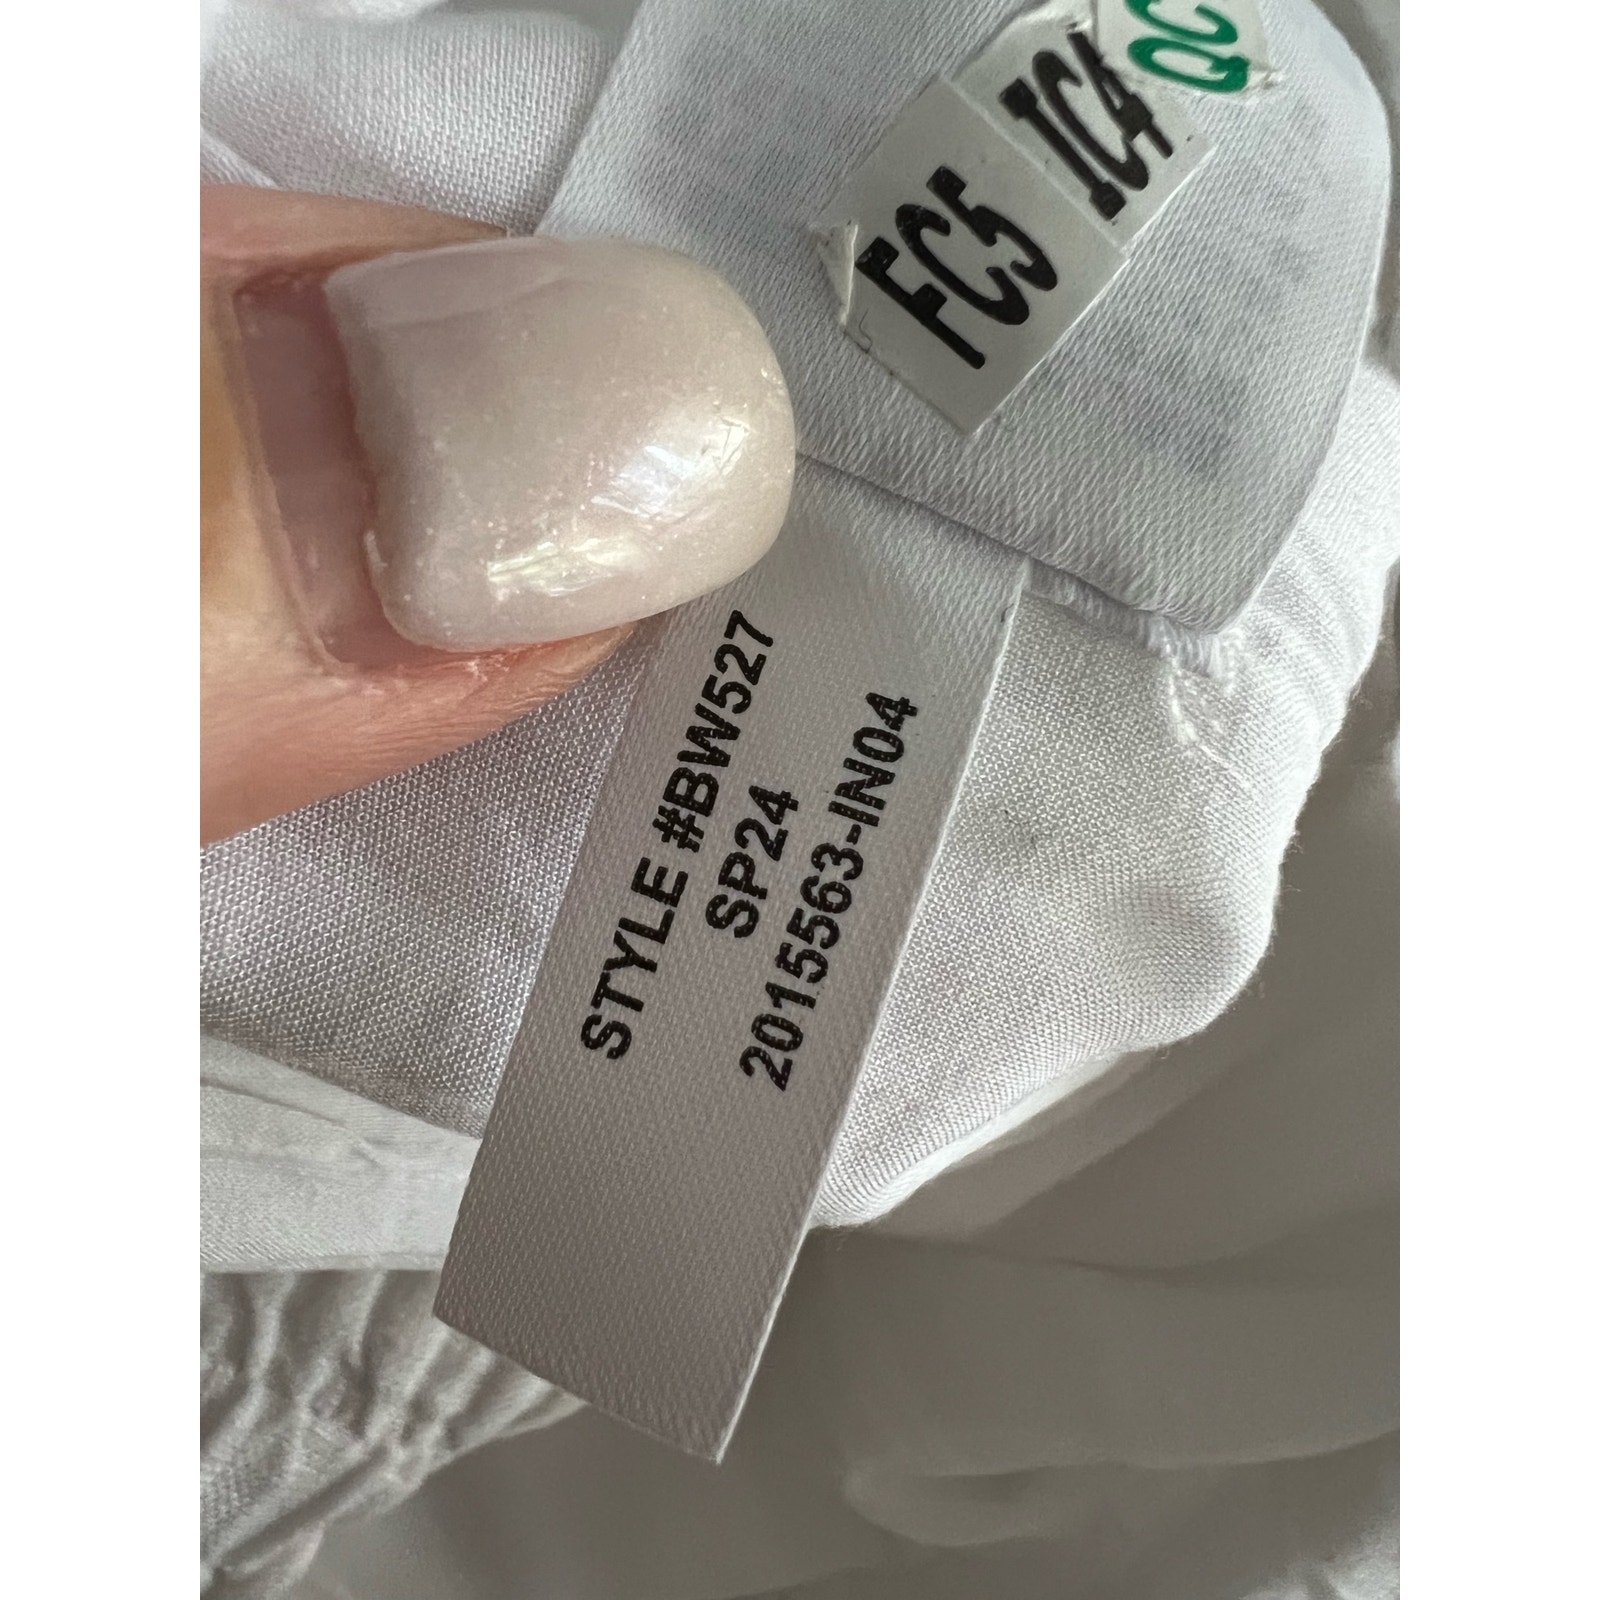 QC
IC4
FC5
STYLE #BW527
SP24
2015563-IN04